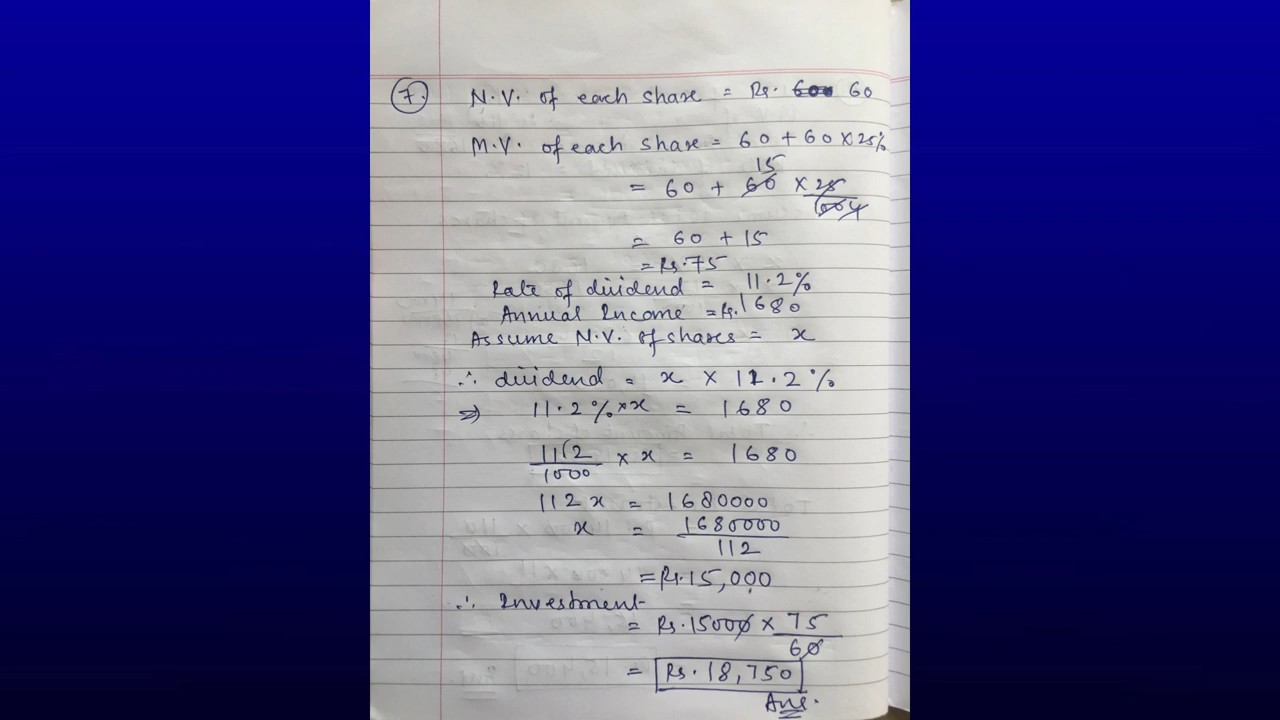 7. N.V. of each share = Rs. 60
M.V. of each share = 60 + 60 x 25%
15
= 60 + 60 x 25/100 4
= 60 + 15
= Rs. 75
Rate of dividend = 11.2%
Annual Income = Rs. 1680
Assume N.V. of shares = x
∴ dividend = x × 11.2%
⇒ 11.2% × x = 1680
112/1000 × x = 1680
112 x = 1680000
x = 1680000/112
= Rs. 15,000
∴ Investment
= Rs. 15000 × 75/60
= Rs. 18,750
Ans.